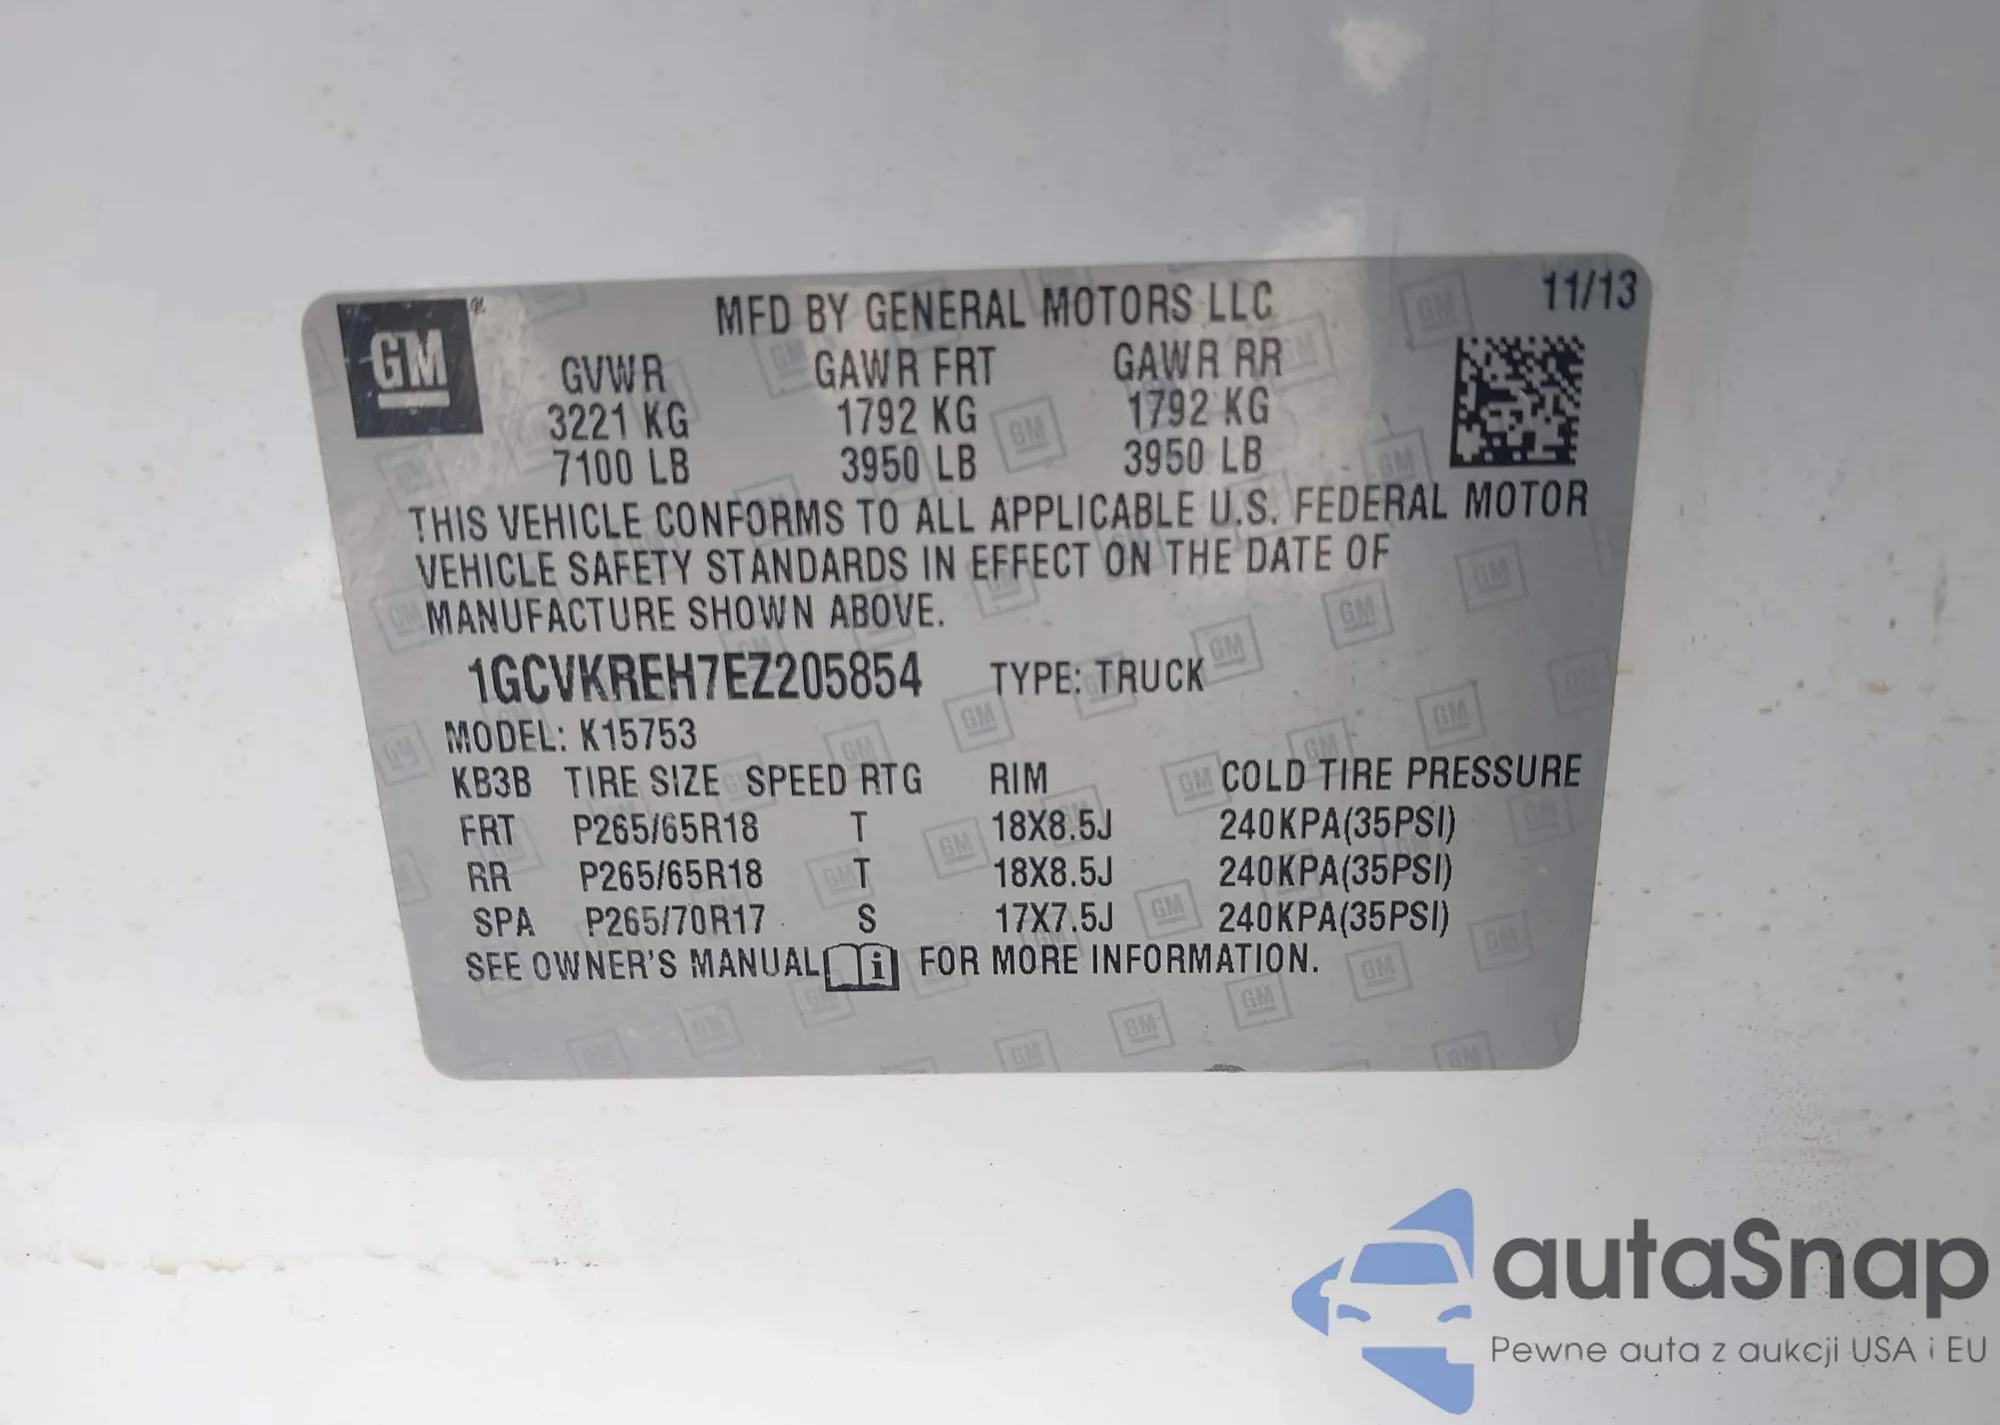 GM
MFD BY GENERAL MOTORS LLC 11/13
GVWR GAWR FRT GAWR RR
3221 KG 1792 KG 1792 KG
7100 LB 3950 LB 3950 LB
THIS VEHICLE CONFORMS TO ALL APPLICABLE U.S. FEDERAL MOTOR
VEHICLE SAFETY STANDARDS IN EFFECT ON THE DATE OF
MANUFACTURE SHOWN ABOVE.
1GCVKREH7EZ205854 TYPE: TRUCK
MODEL: K15753
KB3B TIRE SIZE SPEED RTG RIM COLD TIRE PRESSURE
FRT P265/65R18 T 18X8.5J 240KPA(35PSI)
RR P265/65R18 T 18X8.5J 240KPA(35PSI)
SPA P265/70R17 S 17X7.5J 240KPA(35PSI)
SEE OWNER'S MANUAL i FOR MORE INFORMATION.
autaSnap
Pewne auta z aukcji USA i EU